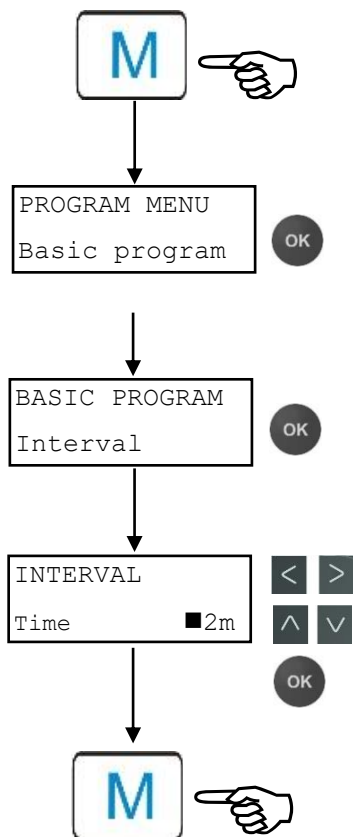 M
PROGRAM MENU
Basic program
OK
BASIC PROGRAM
Interval
OK
INTERVAL
< >
Time ■2m
∧ ∨
OK
M